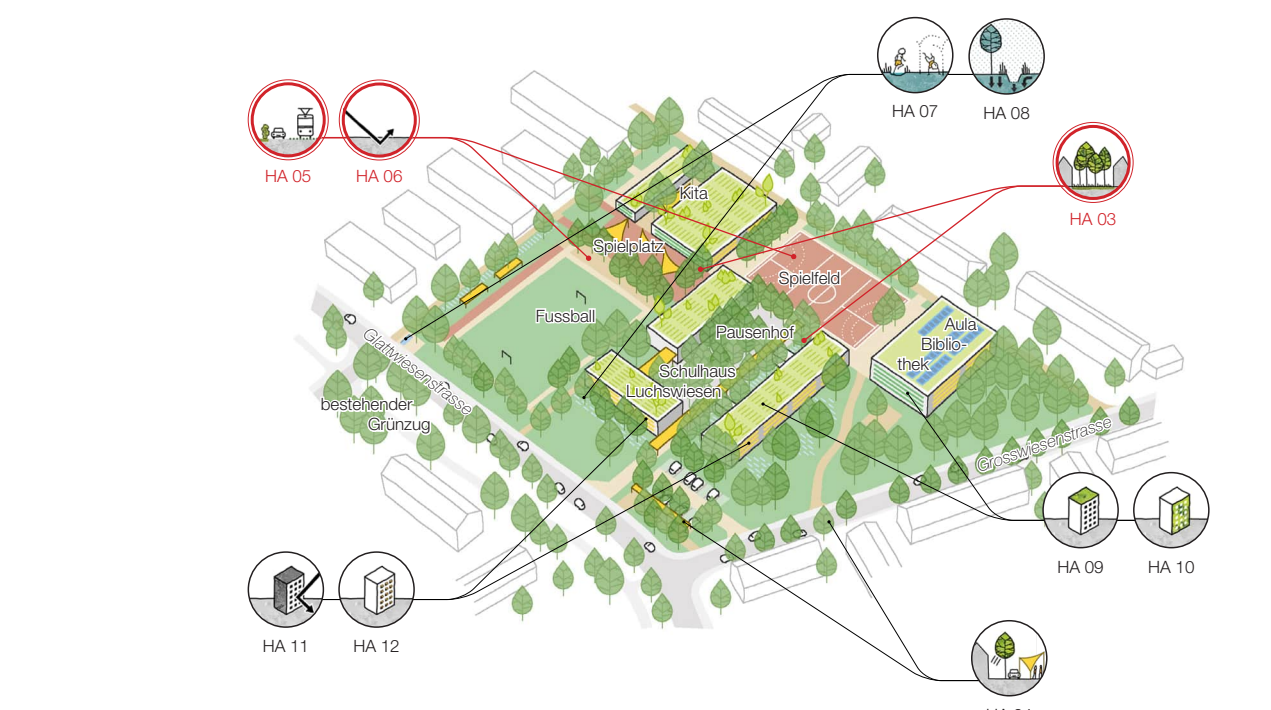 HA 07
HA 08
HA 05
HA 06
HA 03
Kita
Spielplatz
Spielfeld
Fussball
Pausenhof
Aula
Biblio-
thek
Schulhaus
Luchswiesen
Glattwiesenstrasse
bestehender
Grünzug
Grosswiesenstrasse
HA 09
HA 10
HA 11
HA 12